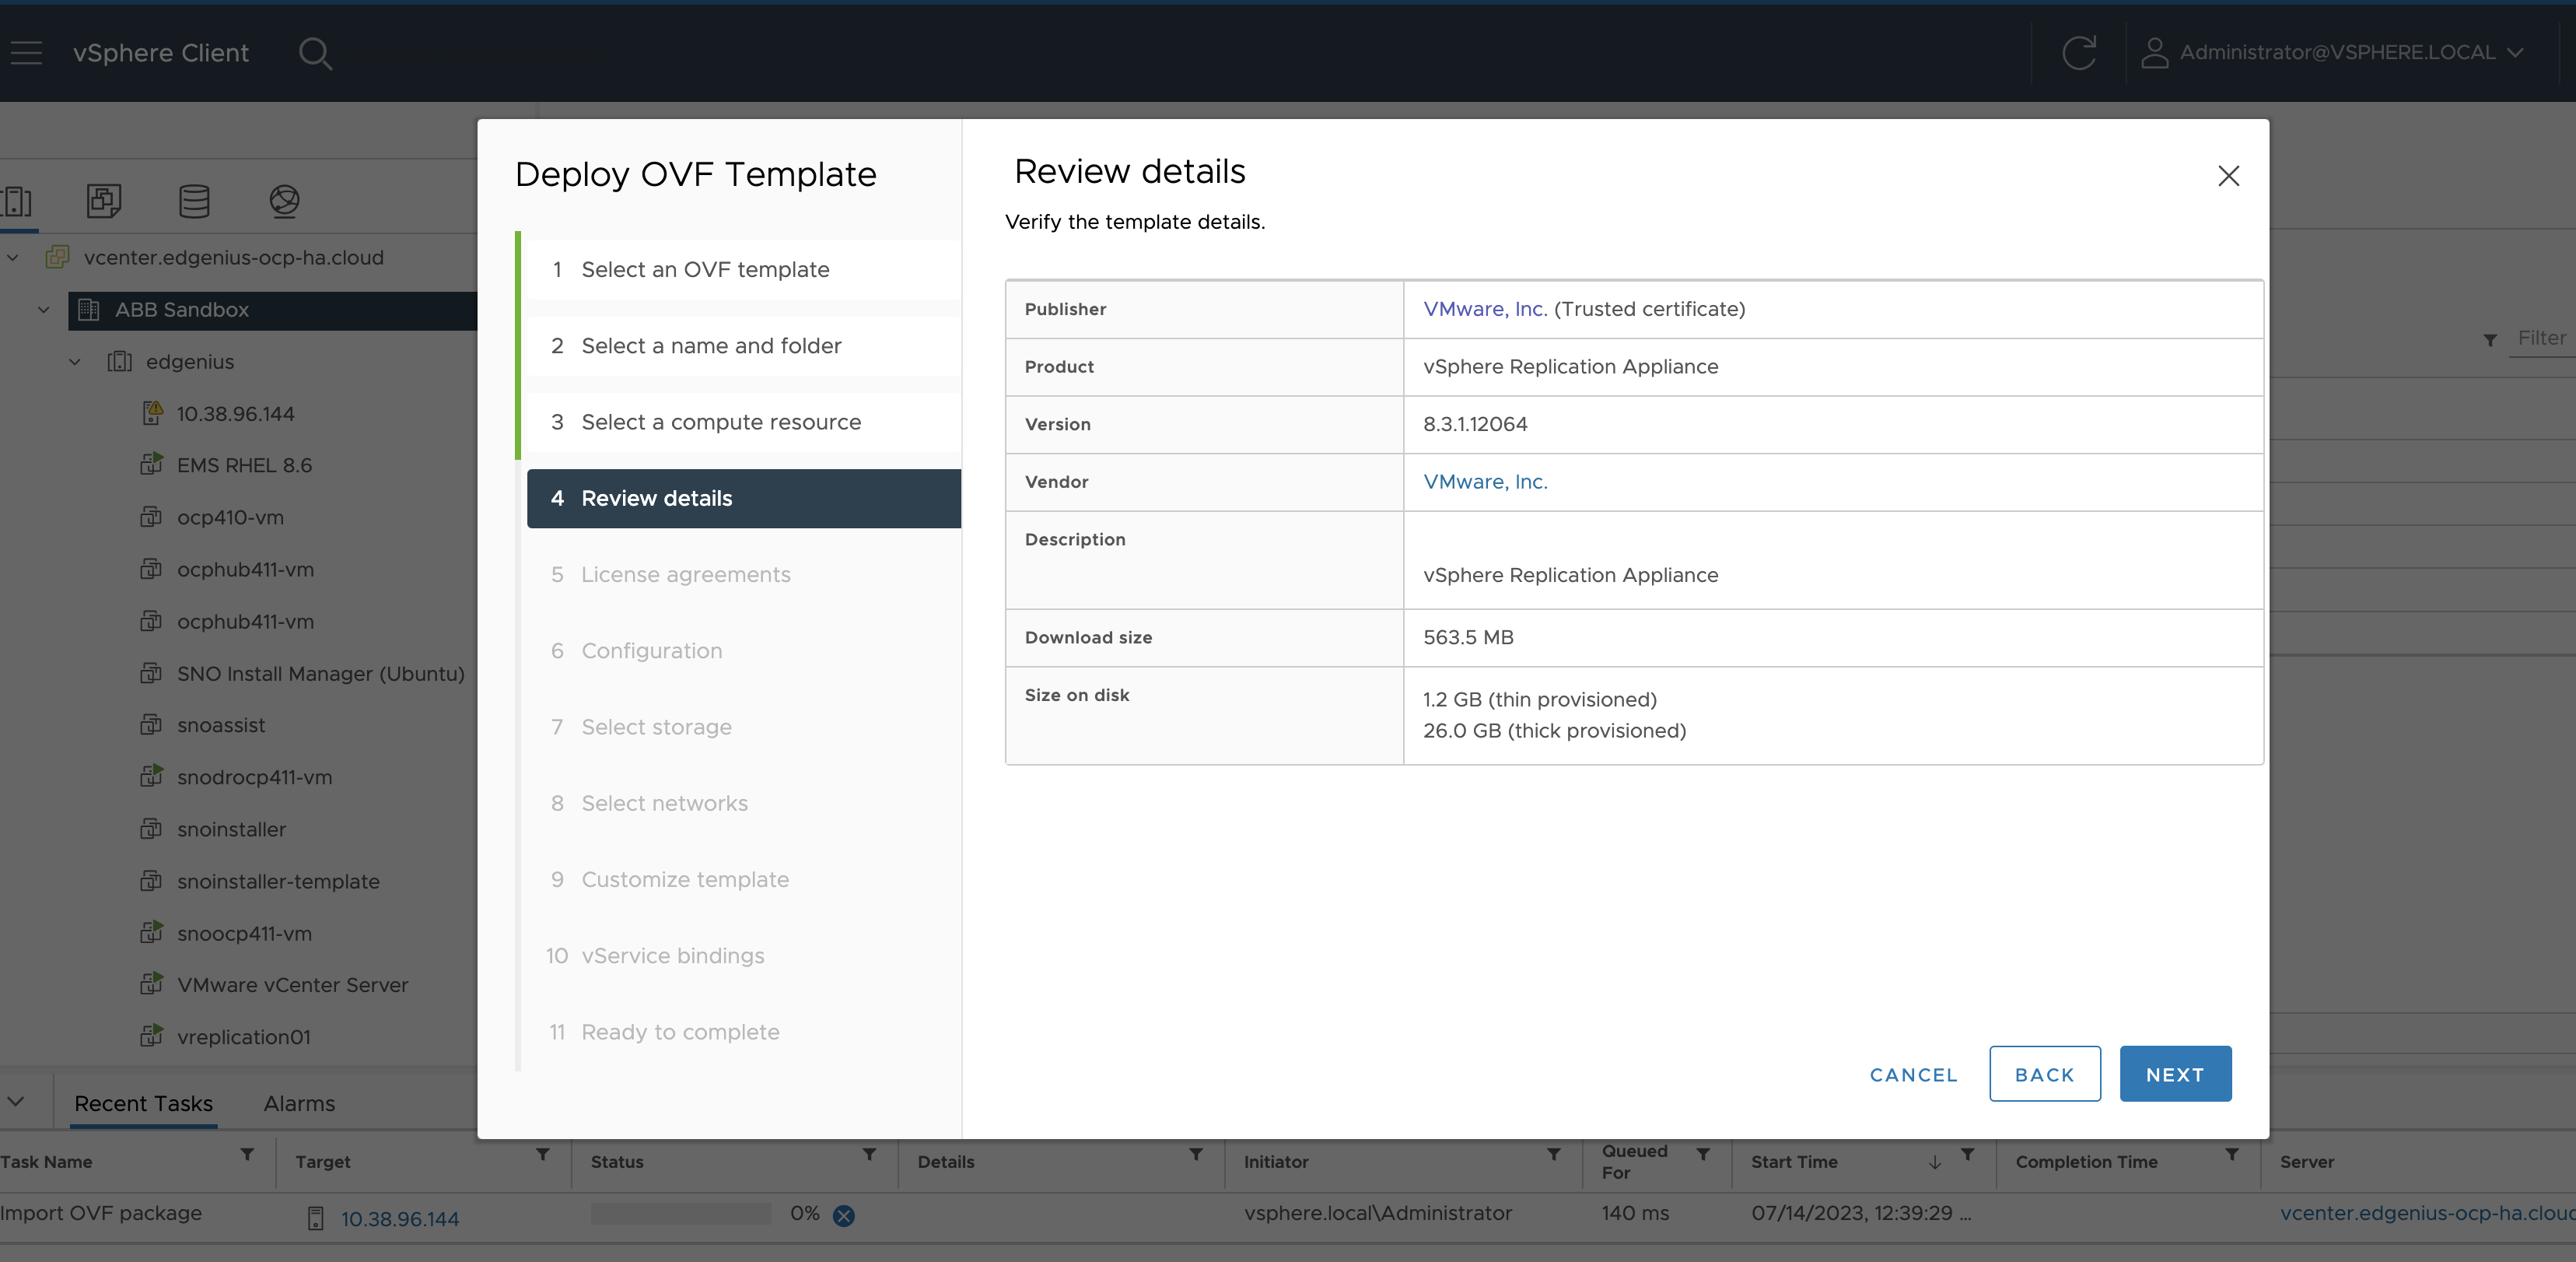 vSphere Client
Administrator@VSPHERE.LOCAL
vcenter.edgenius-ocp-ha.cloud
ABB Sandbox
edgenius
10.38.96.144
EMS RHEL 8.6
ocp410-vm
ocphub411-vm
ocphub411-vm
SNO Install Manager (Ubuntu)
snoassist
snodrocp411-vm
snoinstaller
snoinstaller-template
snoocp411-vm
VMware vCenter Server
vreplication01
Deploy OVF Template
1 Select an OVF template
2 Select a name and folder
3 Select a compute resource
4 Review details
5 License agreements
6 Configuration
7 Select storage
8 Select networks
9 Customize template
10 vService bindings
11 Ready to complete
Review details
Verify the template details.
Publisher VMware, Inc. (Trusted certificate)
Product vSphere Replication Appliance
Version 8.3.1.12064
Vendor VMware, Inc.
Description
vSphere Replication Appliance
Download size 563.5 MB
Size on disk 1.2 GB (thin provisioned)
26.0 GB (thick provisioned)
CANCEL BACK NEXT
Filter
Recent Tasks Alarms
Task Name Target Status Details Initiator Queued For Start Time Completion Time Server
Import OVF package 10.38.96.144 0% vsphere.local\Administrator 140 ms 07/14/2023, 12:39:29 ... vcenter.edgenius-ocp-ha.cloud